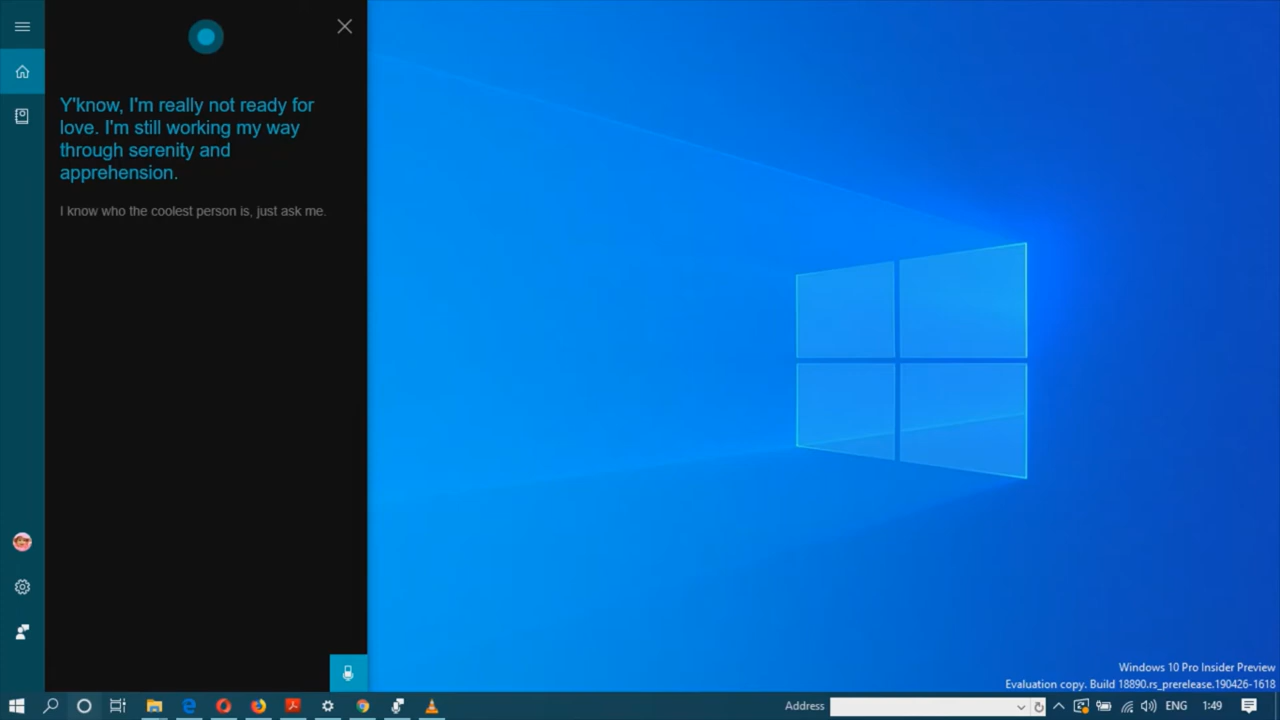 Y'know, I'm really not ready for
love. I'm still working my way
through serenity and
apprehension.
I know who the coolest person is, just ask me.
Windows 10 Pro Insider Preview
Evaluation copy. Build 18890.rs_prerelease.190426-1618
Address
ENG
1:49